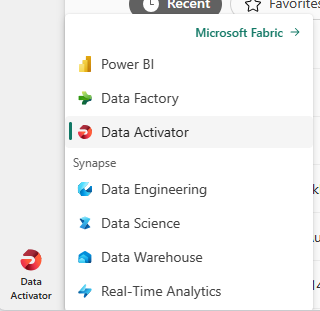 Recent
Favorites
Microsoft Fabric →
Power BI
Data Factory
Data Activator
Synapse
Data Engineering
Data Science
Data Warehouse
Real-Time Analytics
Data
Activator